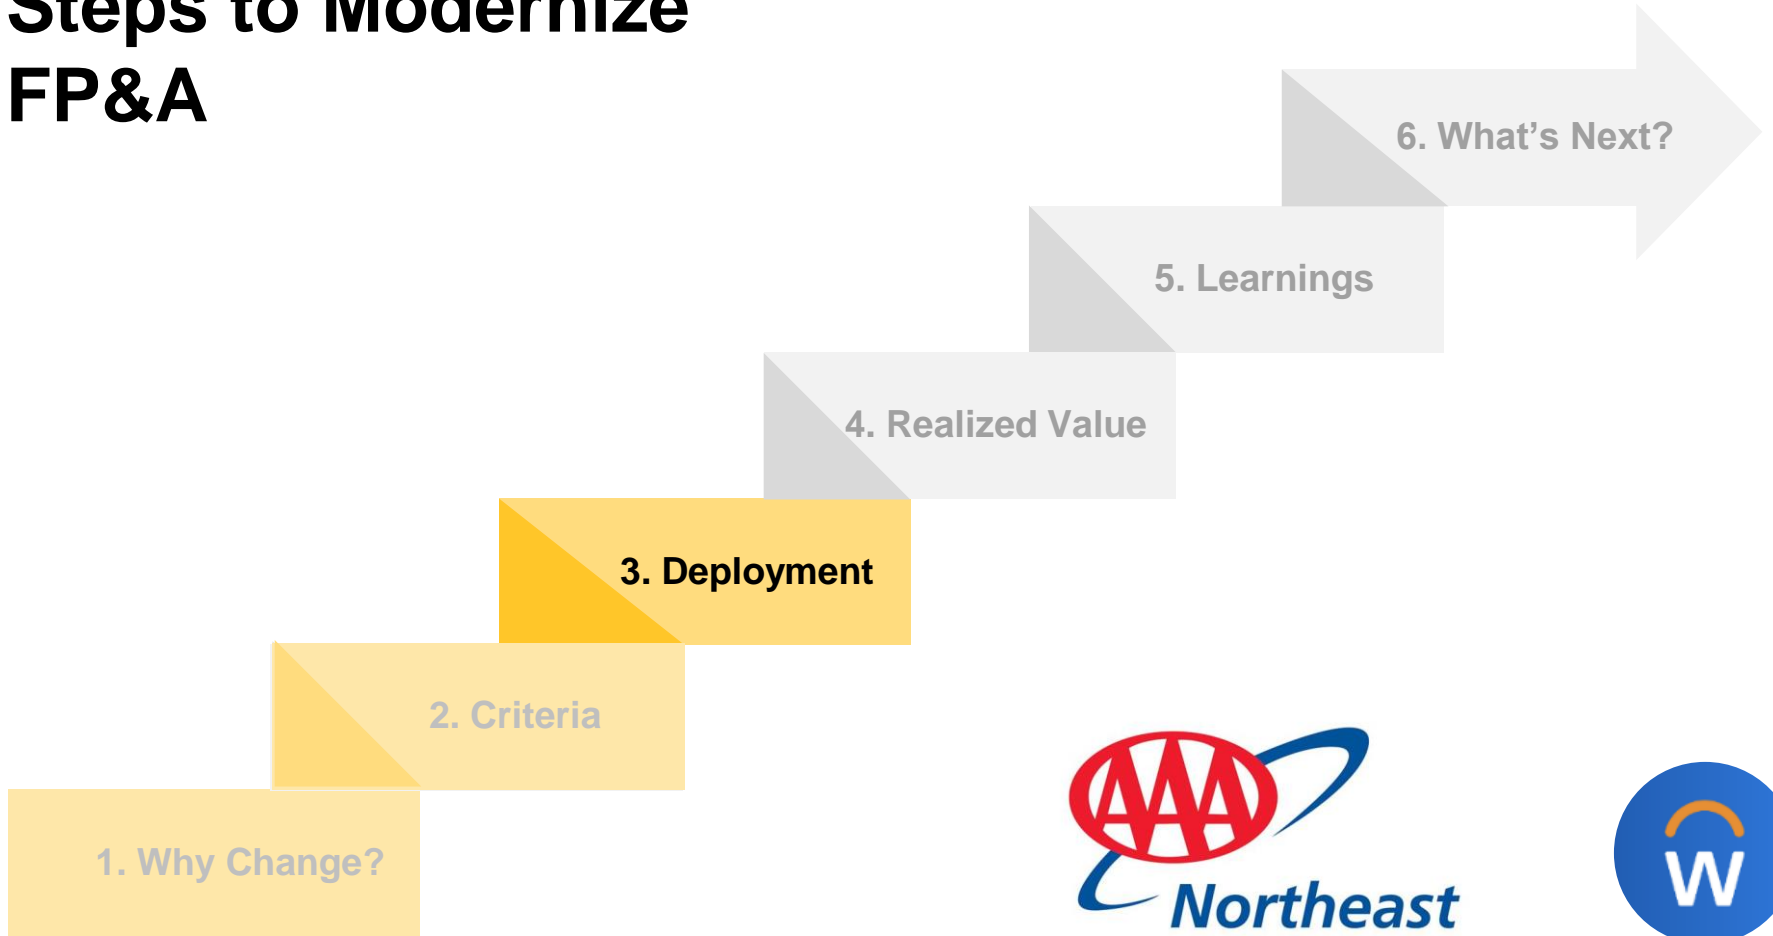 Steps to Modernize
FP&A
6. What's Next?
5. Learnings
4. Realized Value
3. Deployment
2. Criteria
1. Why Change?
AAA
Northeast
W